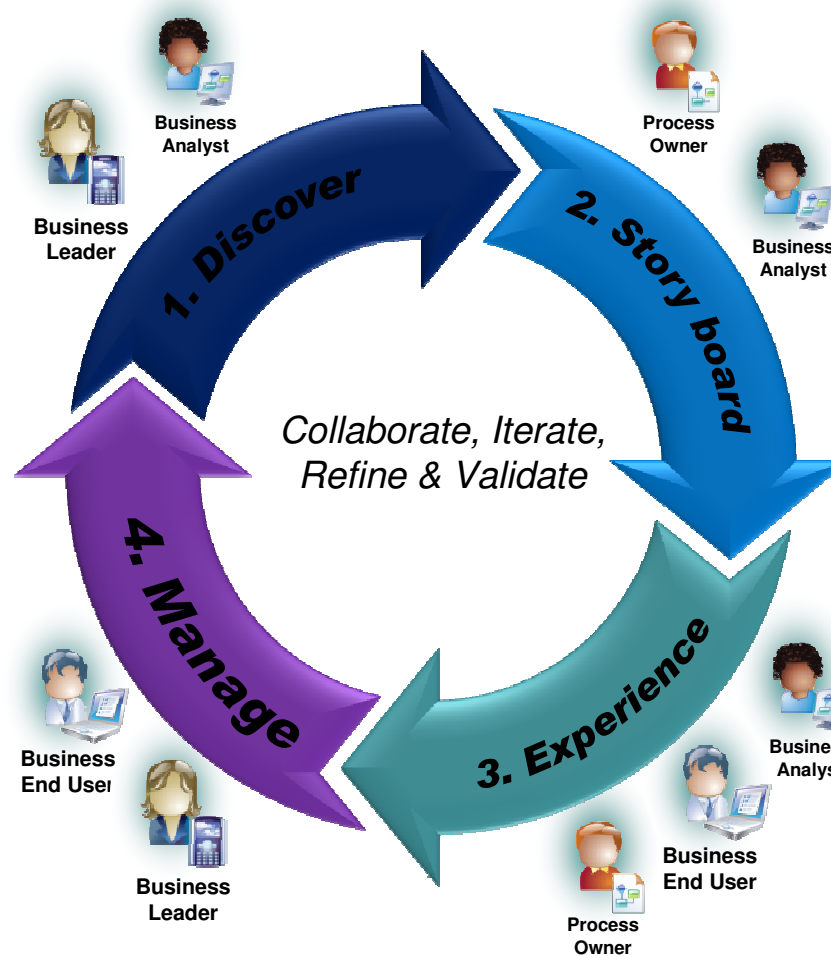 Business
Analyst
Business
Leader
1. Discover
Process
Owner
Business
Analyst
2. Story board
Collaborate, Iterate,
Refine & Validate
3. Experience
Business
End User
Process
Owner
4. Manage
Business
End User
Business
Leader